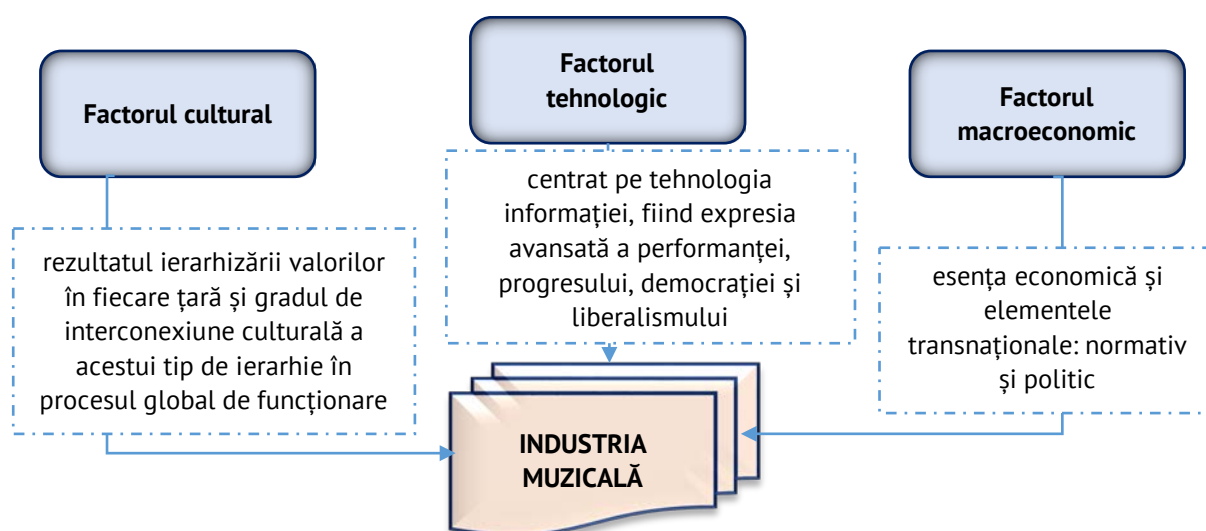 Factorul cultural
rezultatul ierarhizării valorilor
în fiecare țară și gradul de
interconexiune culturală a
acestui tip de ierarhie în
procesul global de funcționare
Factorul
tehnologic
centrat pe tehnologia
informației, fiind expresia
avansată a performanței,
progresului, democrației și
liberalismului
Factorul
macroeconomic
esența economică și
elementele
transnaționale: normativ
și politic
INDUSTRIA
MUZICALĂ